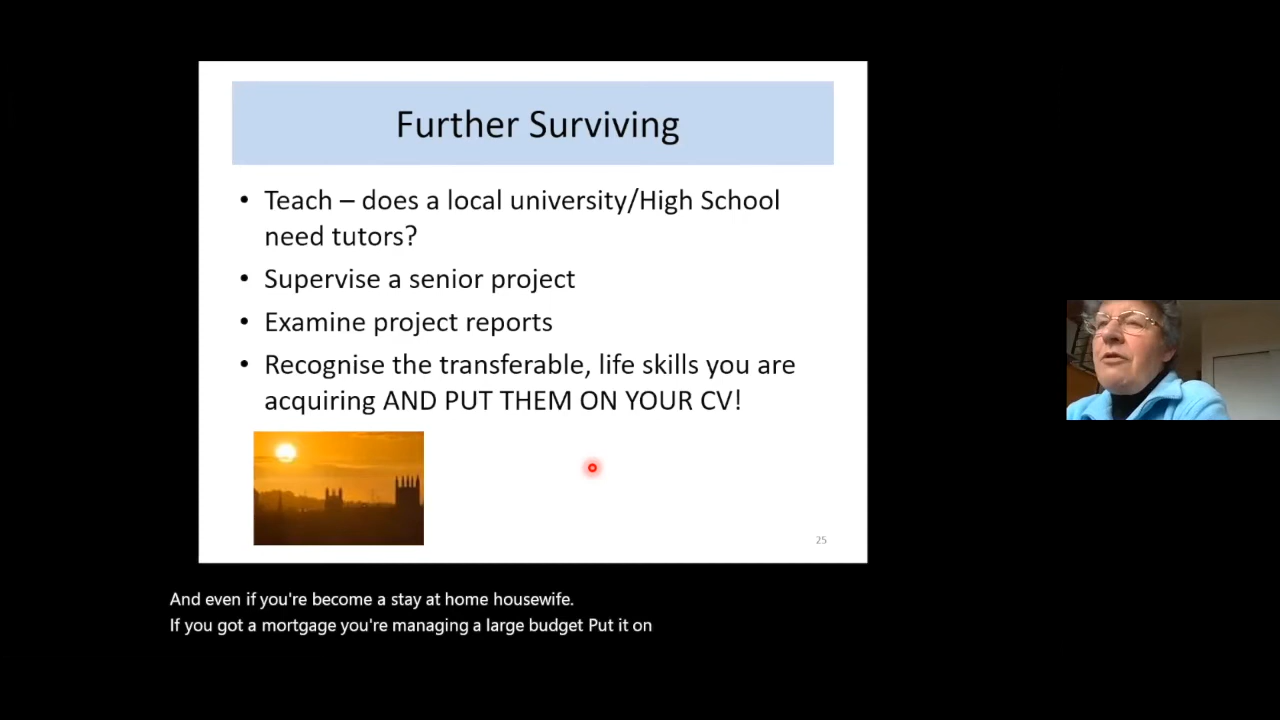 Further Surviving
• Teach – does a local university/High School
need tutors?
• Supervise a senior project
• Examine project reports
• Recognise the transferable, life skills you are
acquiring AND PUT THEM ON YOUR CV!
25
And even if you're become a stay at home housewife.
If you got a mortgage you're managing a large budget Put it on